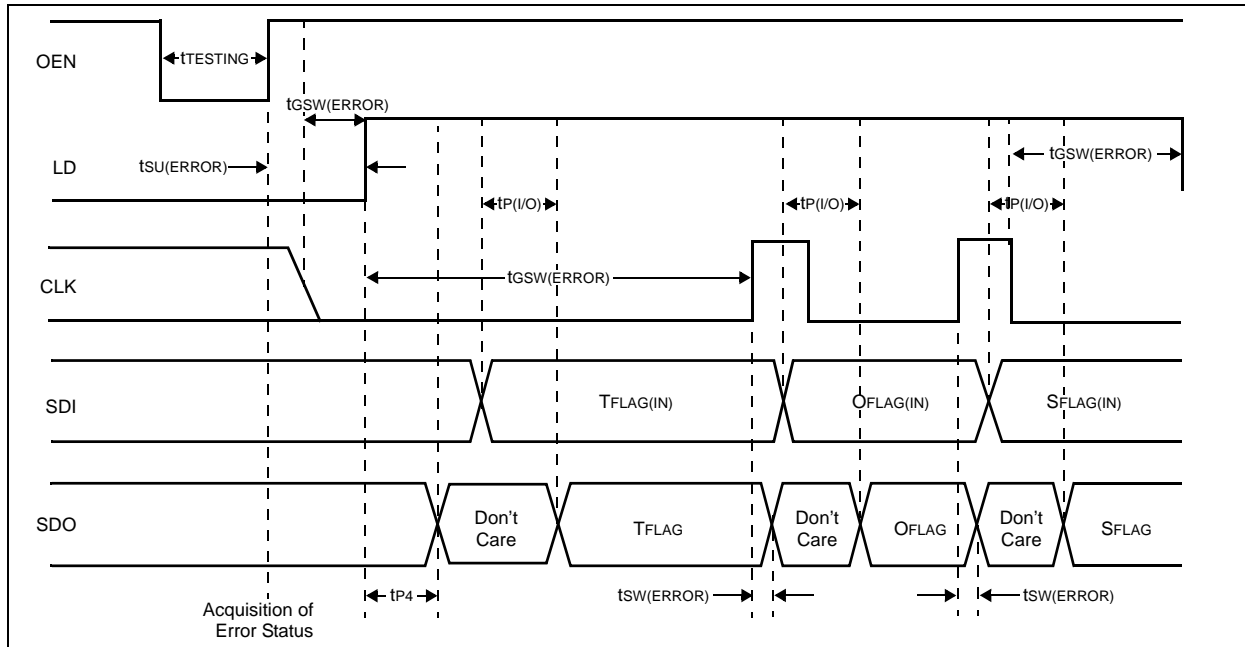 OEN
tTESTING
tGSW(ERROR)
LD
tSU(ERROR)
tGSW(ERROR)
tP(I/O)
tP(I/O)
tP(I/O)
CLK
tGSW(ERROR)
SDI
TFLAG(IN)
OFLAG(IN)
SFLAG(IN)
SDO
Don't
Care
TFLAG
Don't
Care
OFLAG
Don't
Care
SFLAG
tP4
tSW(ERROR)
tSW(ERROR)
Acquisition of
Error Status